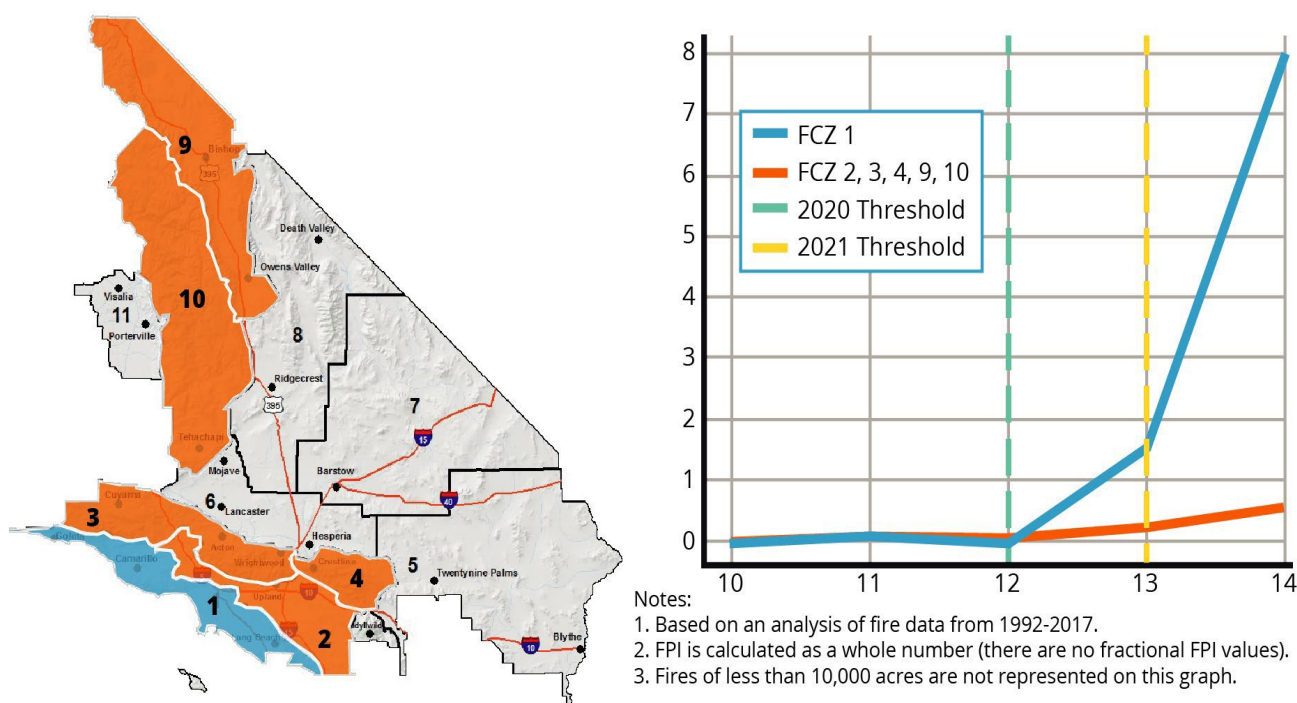 9
Bishop
395
Death Valley
Owens Valley
10
Visalia
11
Porterville
8
Ridgecrest
395
7
15
Tehachapi
Mojave
Barstow
6
Lancaster
40
Cuyama
3
Goleta
Hesperia
Acton
Wrightwood
Crestline
4
5
Twentynine Palms
Camarillo
5
10
Upland
1
2
Idyllwild
Long Beach
10
Blythe
8
7
6
5
4
3
2
1
0
FCZ 1
FCZ 2, 3, 4, 9, 10
2020 Threshold
2021 Threshold
10 11 12 13 14
Notes:
1. Based on an analysis of fire data from 1992-2017.
2. FPI is calculated as a whole number (there are no fractional FPI values).
3. Fires of less than 10,000 acres are not represented on this graph.